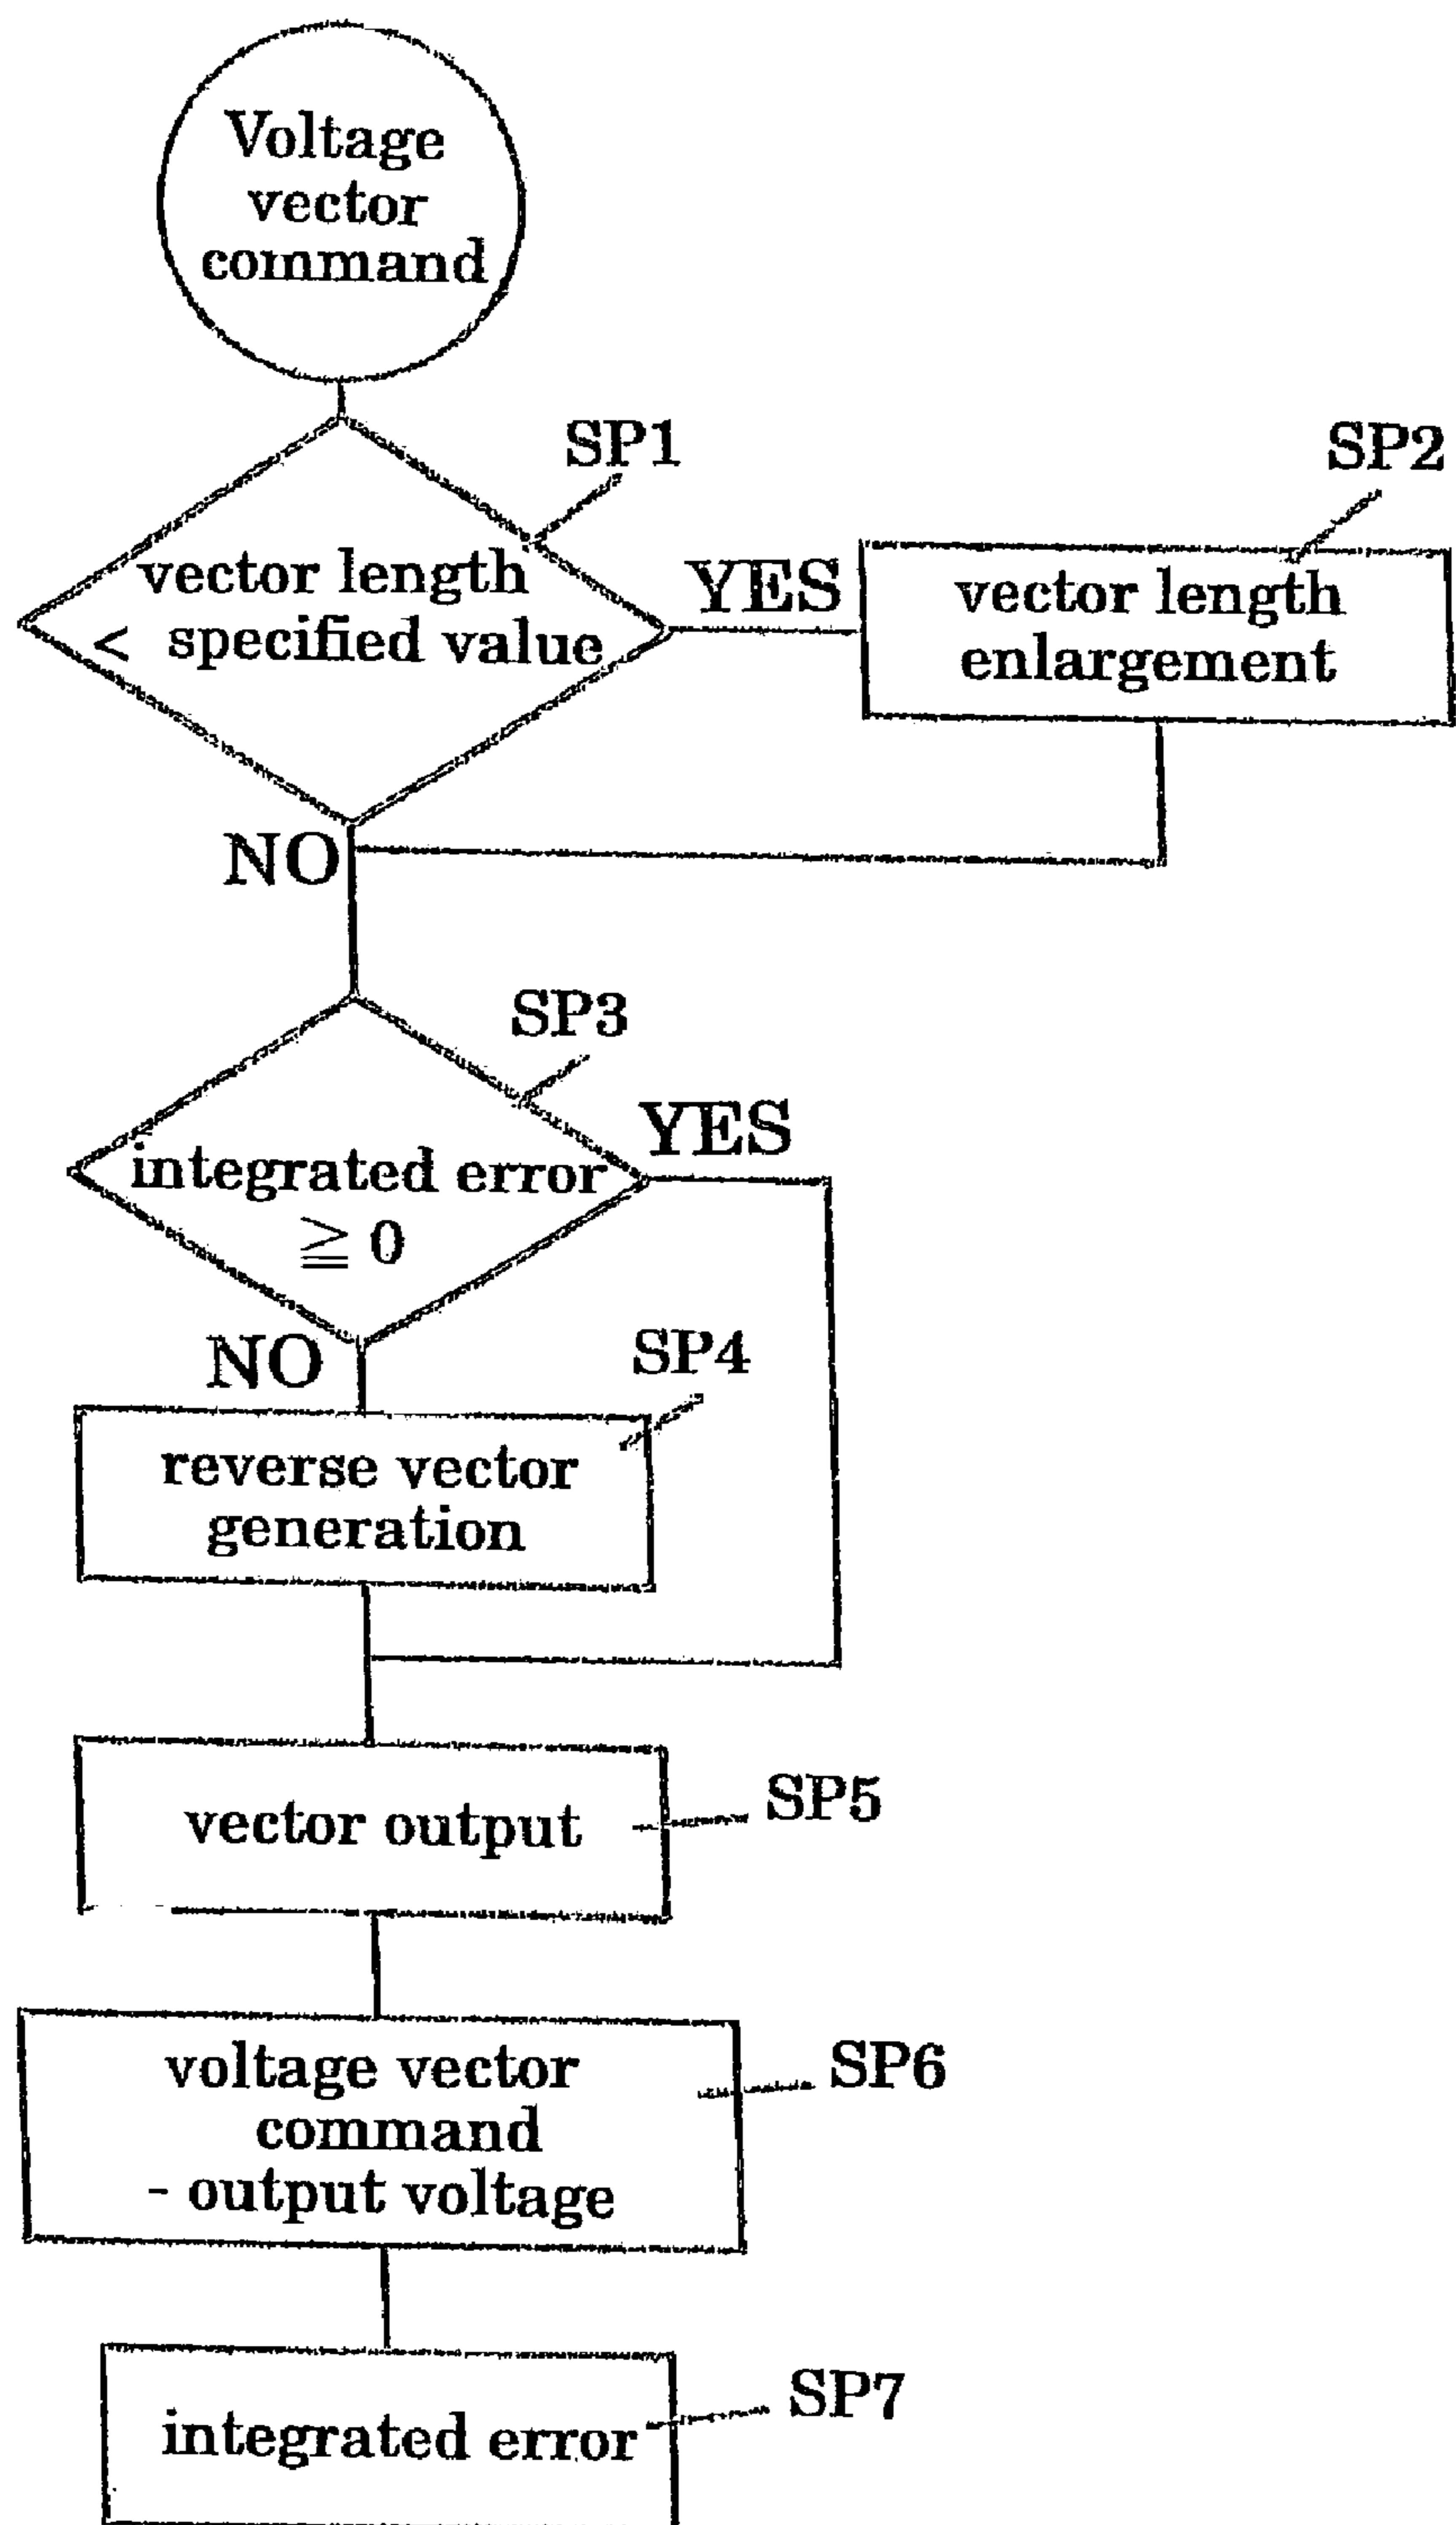 Voltage
vector
command
SP1
SP2
vector length
< specified value
YES
vector length
enlargement
NO
SP3
YES
integrated error
≧ 0
NO
SP4
reverse vector
generation
vector output
SP5
voltage vector
command
- output voltage
SP6
integrated error
SP7